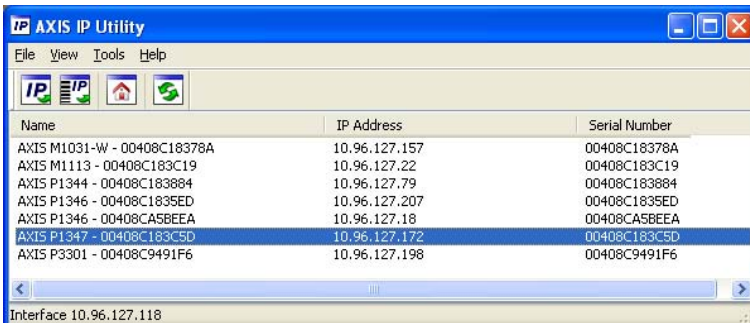 IP AXIS IP Utility
File View Tools Help
IP IP
Name IP Address Serial Number
AXIS M1031-W - 00408C18378A 10.96.127.157 00408C18378A
AXIS M1113 - 00408C183C19 10.96.127.22 00408C183C19
AXIS P1344 - 00408C183884 10.96.127.79 00408C183884
AXIS P1346 - 00408C1835ED 10.96.127.207 00408C1835ED
AXIS P1346 - 00408CA5BEEA 10.96.127.18 00408CA5BEEA
AXIS P1347 - 00408C183C5D 10.96.127.172 00408C183C5D
AXIS P3301 - 00408C9491F6 10.96.127.198 00408C9491F6
Interface 10.96.127.118